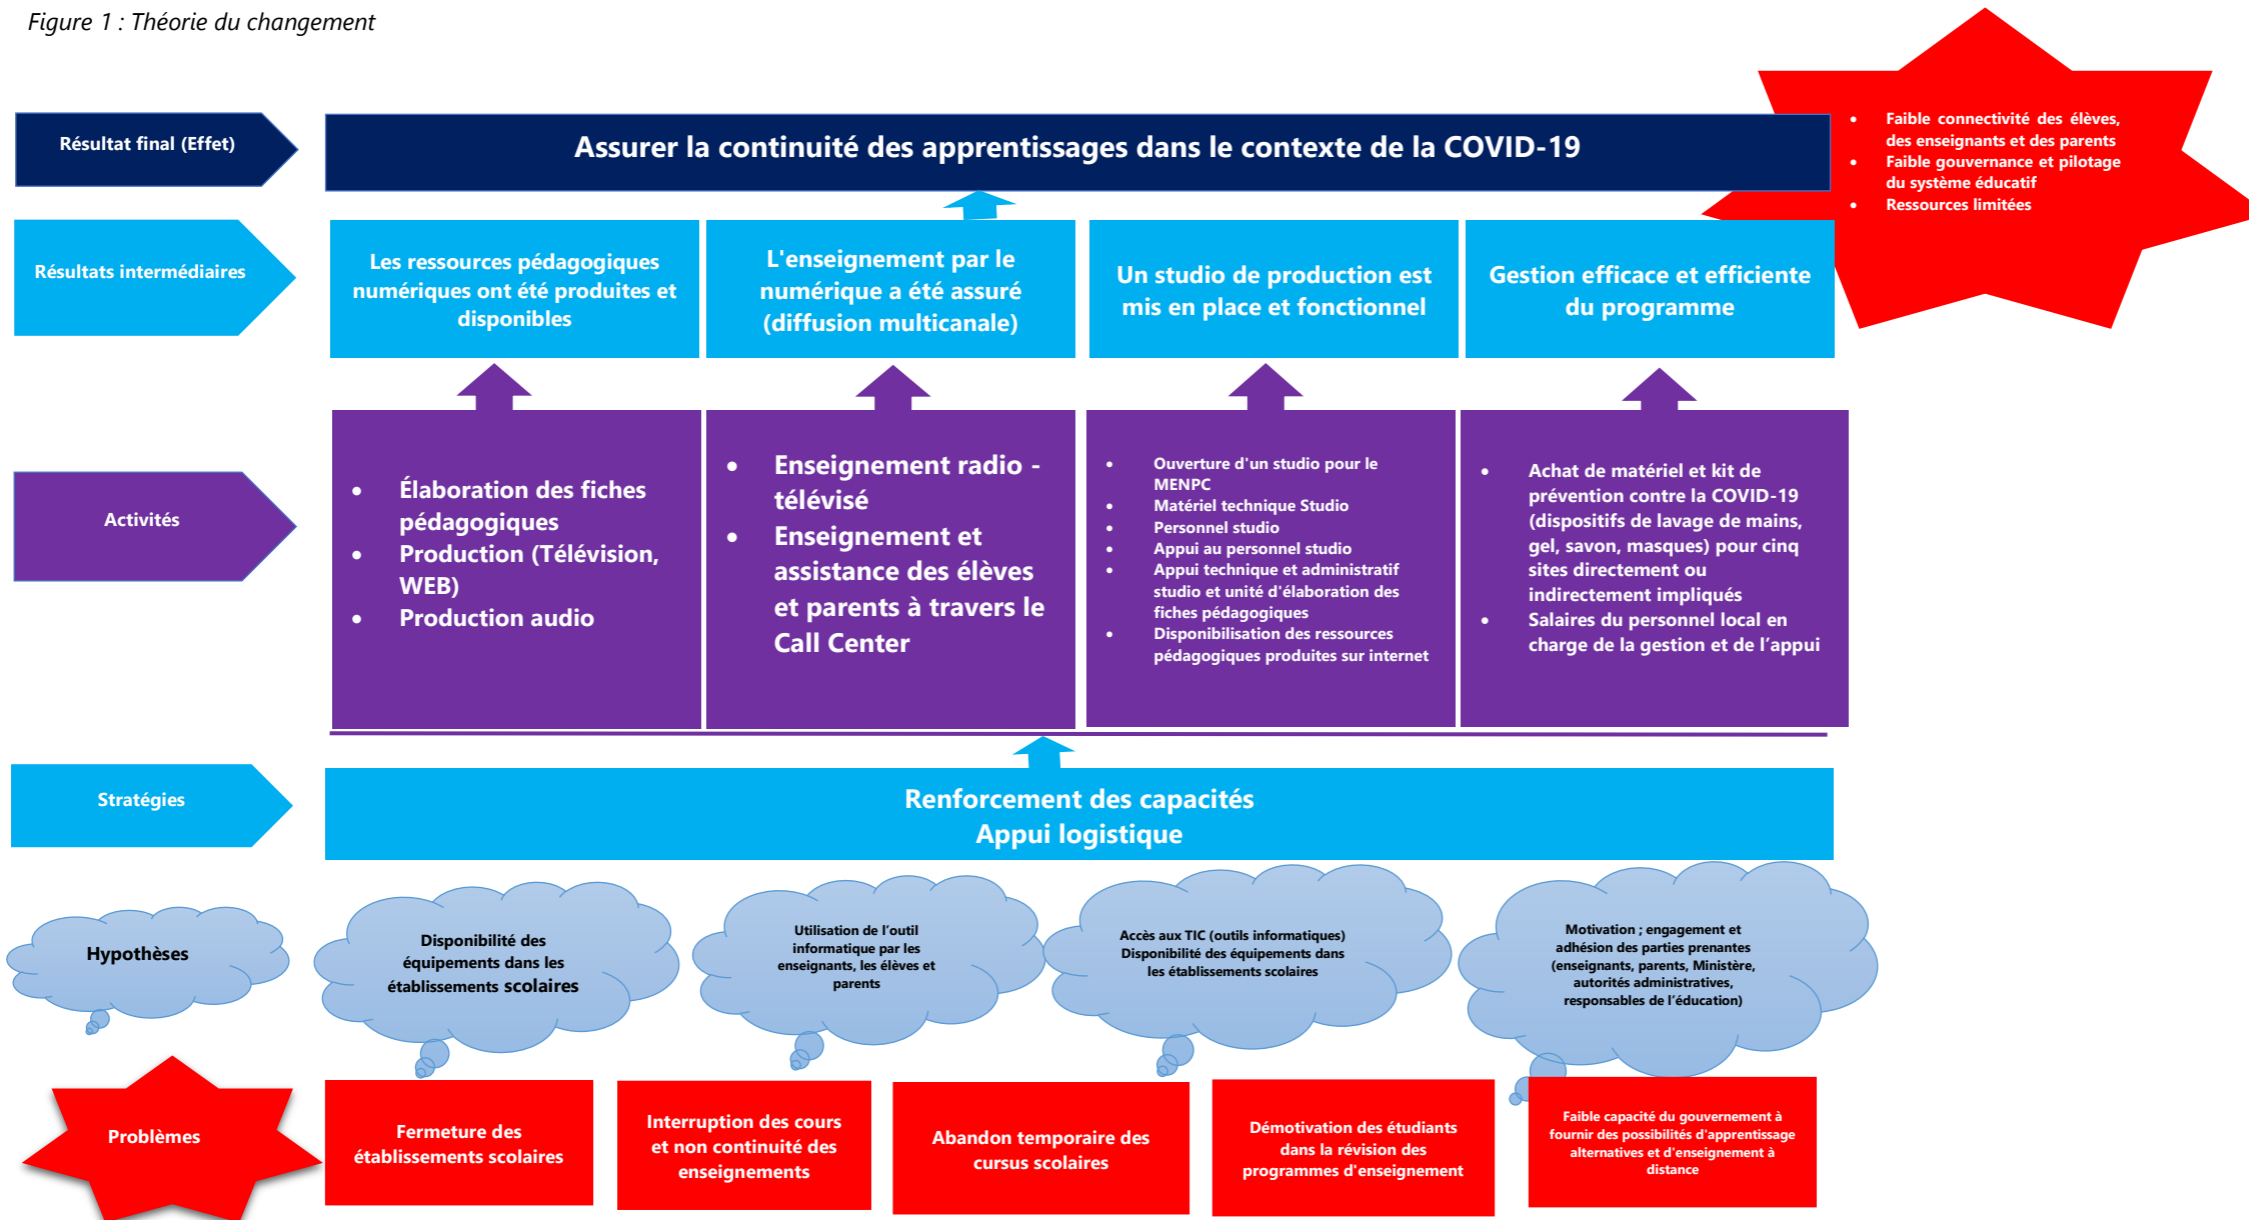 Figure 1 : Théorie du changement
Résultat final (Effet)
Assurer la continuité des apprentissages dans le contexte de la COVID-19
• Faible connectivité des élèves,
des enseignants et des parents
• Faible gouvernance et pilotage
du système éducatif
• Ressources limitées
Résultats intermédiaires
Les ressources pédagogiques
numériques ont été produites et
disponibles
L'enseignement par le
numérique a été assuré
(diffusion multicanale)
Un studio de production est
mis en place et fonctionnel
Gestion efficace et efficiente
du programme
Activités
• Élaboration des fiches
pédagogiques
• Production (Télévision,
WEB)
• Production audio
• Enseignement radio -
télévisé
• Enseignement et
assistance des élèves
et parents à travers le
Call Center
• Ouverture d'un studio pour le
MENPC
• Matériel technique Studio
• Personnel studio
• Appui au personnel studio
• Appui technique et administratif
studio et unité d'élaboration des
fiches pédagogiques
• Disponibilisation des ressources
pédagogiques produites sur internet
• Achat de matériel et kit de
prévention contre la COVID-19
(dispositifs de lavage de mains,
gel, savon, masques) pour cinq
sites directement ou
indirectement impliqués
• Salaires du personnel local en
charge de la gestion et de l’appui
Stratégies
Renforcement des capacités
Appui logistique
Hypothèses
Disponibilité des
équipements dans les
établissements scolaires
Utilisation de l’outil
informatique par les
enseignants, les élèves et
parents
Accès aux TIC (outils informatiques)
Disponibilité des équipements dans
les établissements scolaires
Motivation ; engagement et
adhésion des parties prenantes
(enseignants, parents, Ministère,
autorités administratives,
responsables de l’éducation)
Problèmes
Fermeture des
établissements scolaires
Interruption des cours
et non continuité des
enseignements
Abandon temporaire des
cursus scolaires
Démotivation des étudiants
dans la révision des
programmes d'enseignement
Faible capacité du gouvernement à
fournir des possibilités d'apprentissage
alternatives et d'enseignement à
distance